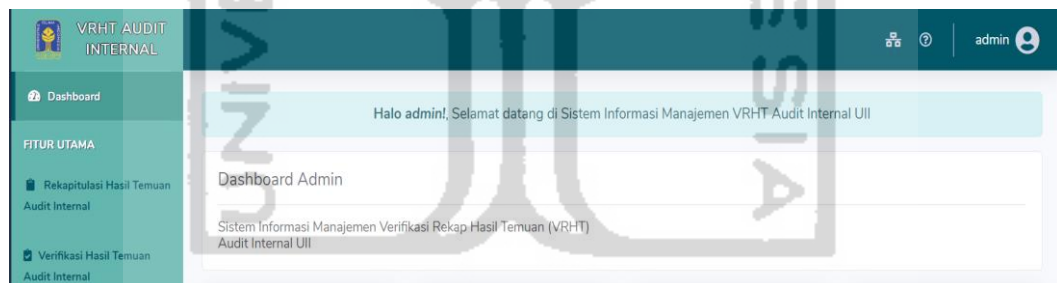 VRHT AUDIT
INTERNAL
admin
Dashboard
Halo admin!, Selamat datang di Sistem Informasi Manajemen VRHT Audit Internal UII
FITUR UTAMA
Rekapitulasi Hasil Temuan
Audit Internal
Verifikasi Hasil Temuan
Audit Internal
Dashboard Admin
Sistem Informasi Manajemen Verifikasi Rekap Hasil Temuan (VRHT)
Audit Internal UII